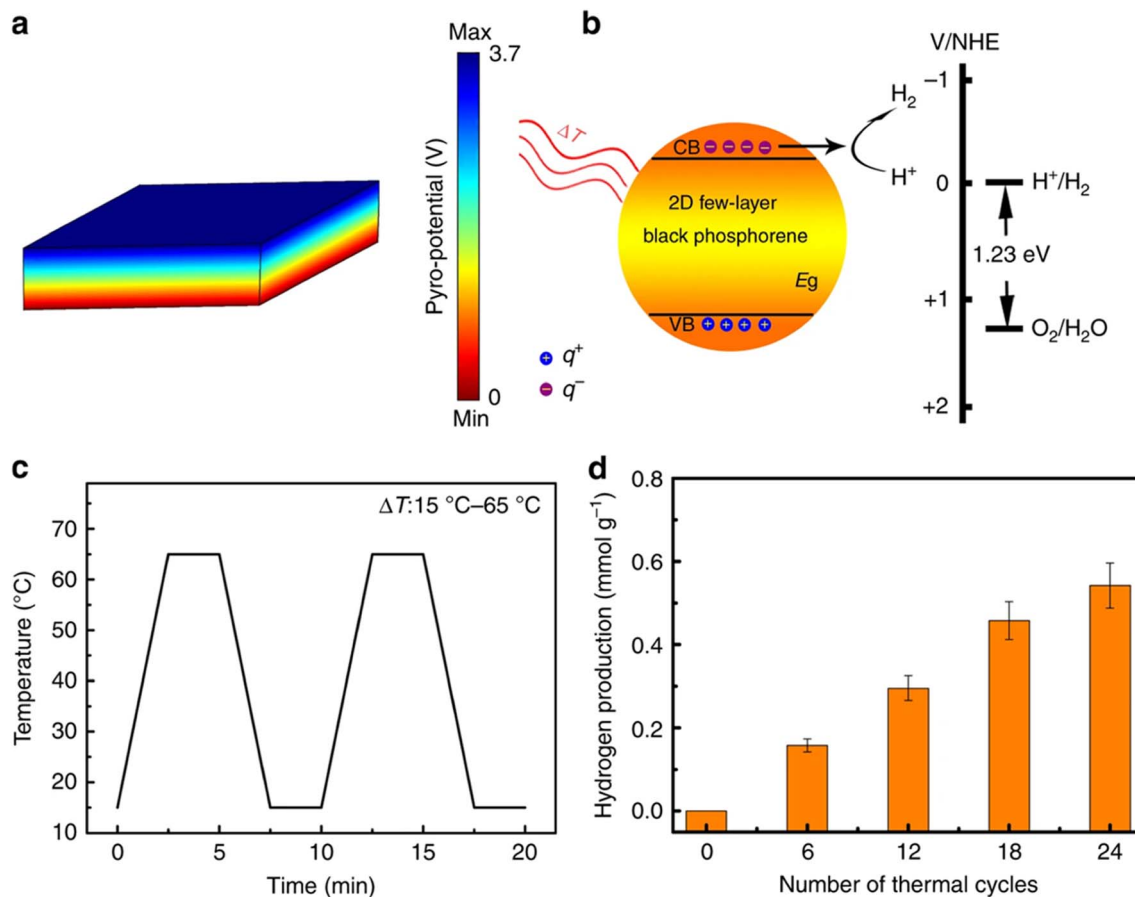 a
Max
3.7
Pyro-potential (V)
0
Min
q⁺
q⁻
b
V/NHE
ΔT
CB
− − − −
2D few-layer
black phosphorene
Eg
VB
+ + + +
H₂
H⁺
−1
0
+1
+2
H⁺/H₂
1.23 eV
O₂/H₂O
c
ΔT:15 °C–65 °C
Temperature (°C)
70
60
50
40
30
20
10
0
5
10
15
20
Time (min)
d
Hydrogen production (mmol g⁻¹)
0.8
0.6
0.4
0.2
0.0
0
6
12
18
24
Number of thermal cycles